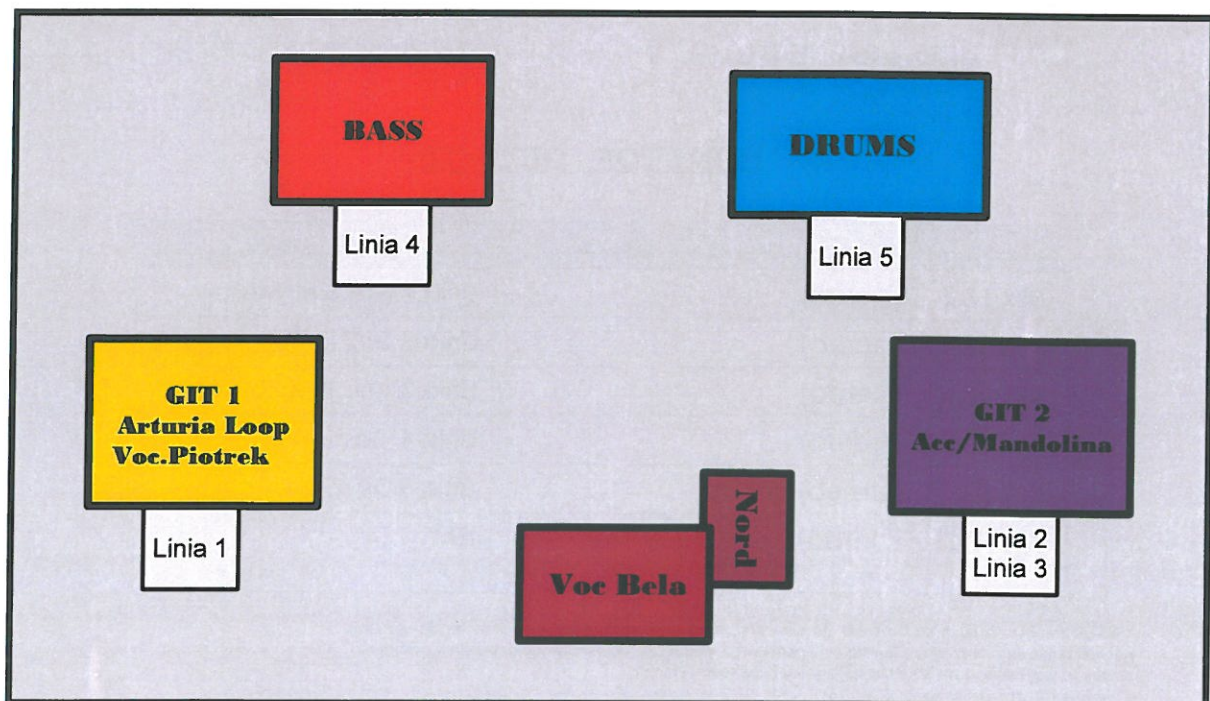 BASS
DRUMS
Linia 4
Linia 5
GIT 1
Arturia Loop
Voc.Piotrek
Linia 1
GIT 2
Acc/Mandolina
Linia 2
Linia 3
Nord
Voc Bela